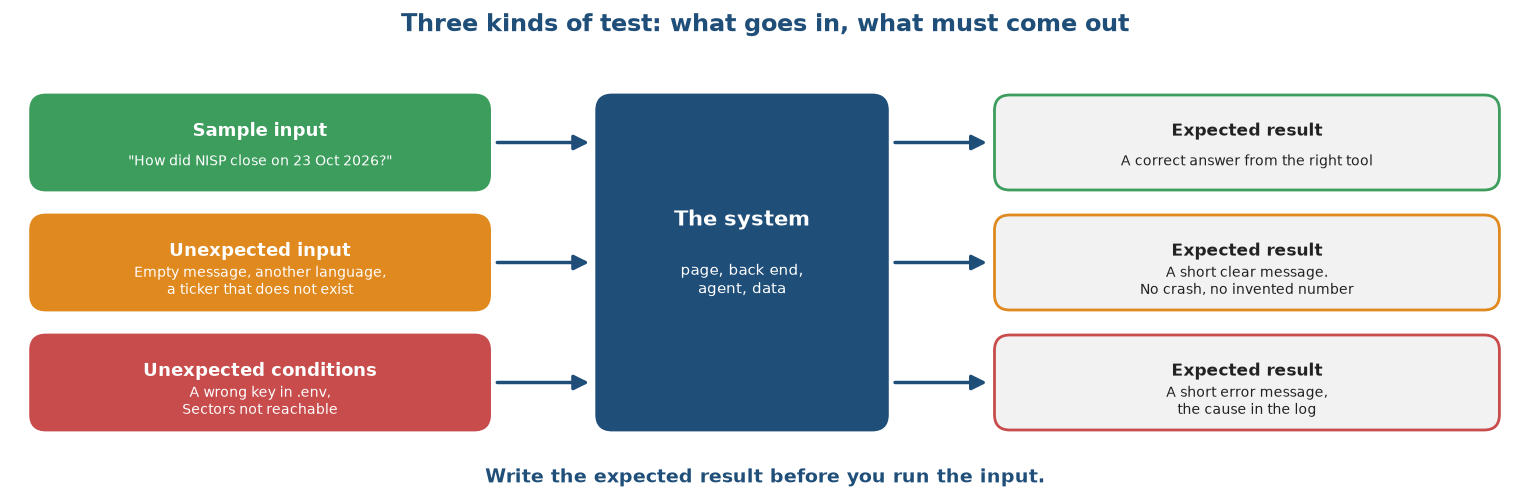 Three kinds of test: what goes in, what must come out
Sample input
"How did NISP close on 23 Oct 2026?"
Expected result
A correct answer from the right tool
The system
page, back end,
agent, data
Unexpected input
Empty message, another language,
a ticker that does not exist
Expected result
A short clear message.
No crash, no invented number
Unexpected conditions
A wrong key in .env,
Sectors not reachable
Expected result
A short error message,
the cause in the log
Write the expected result before you run the input.